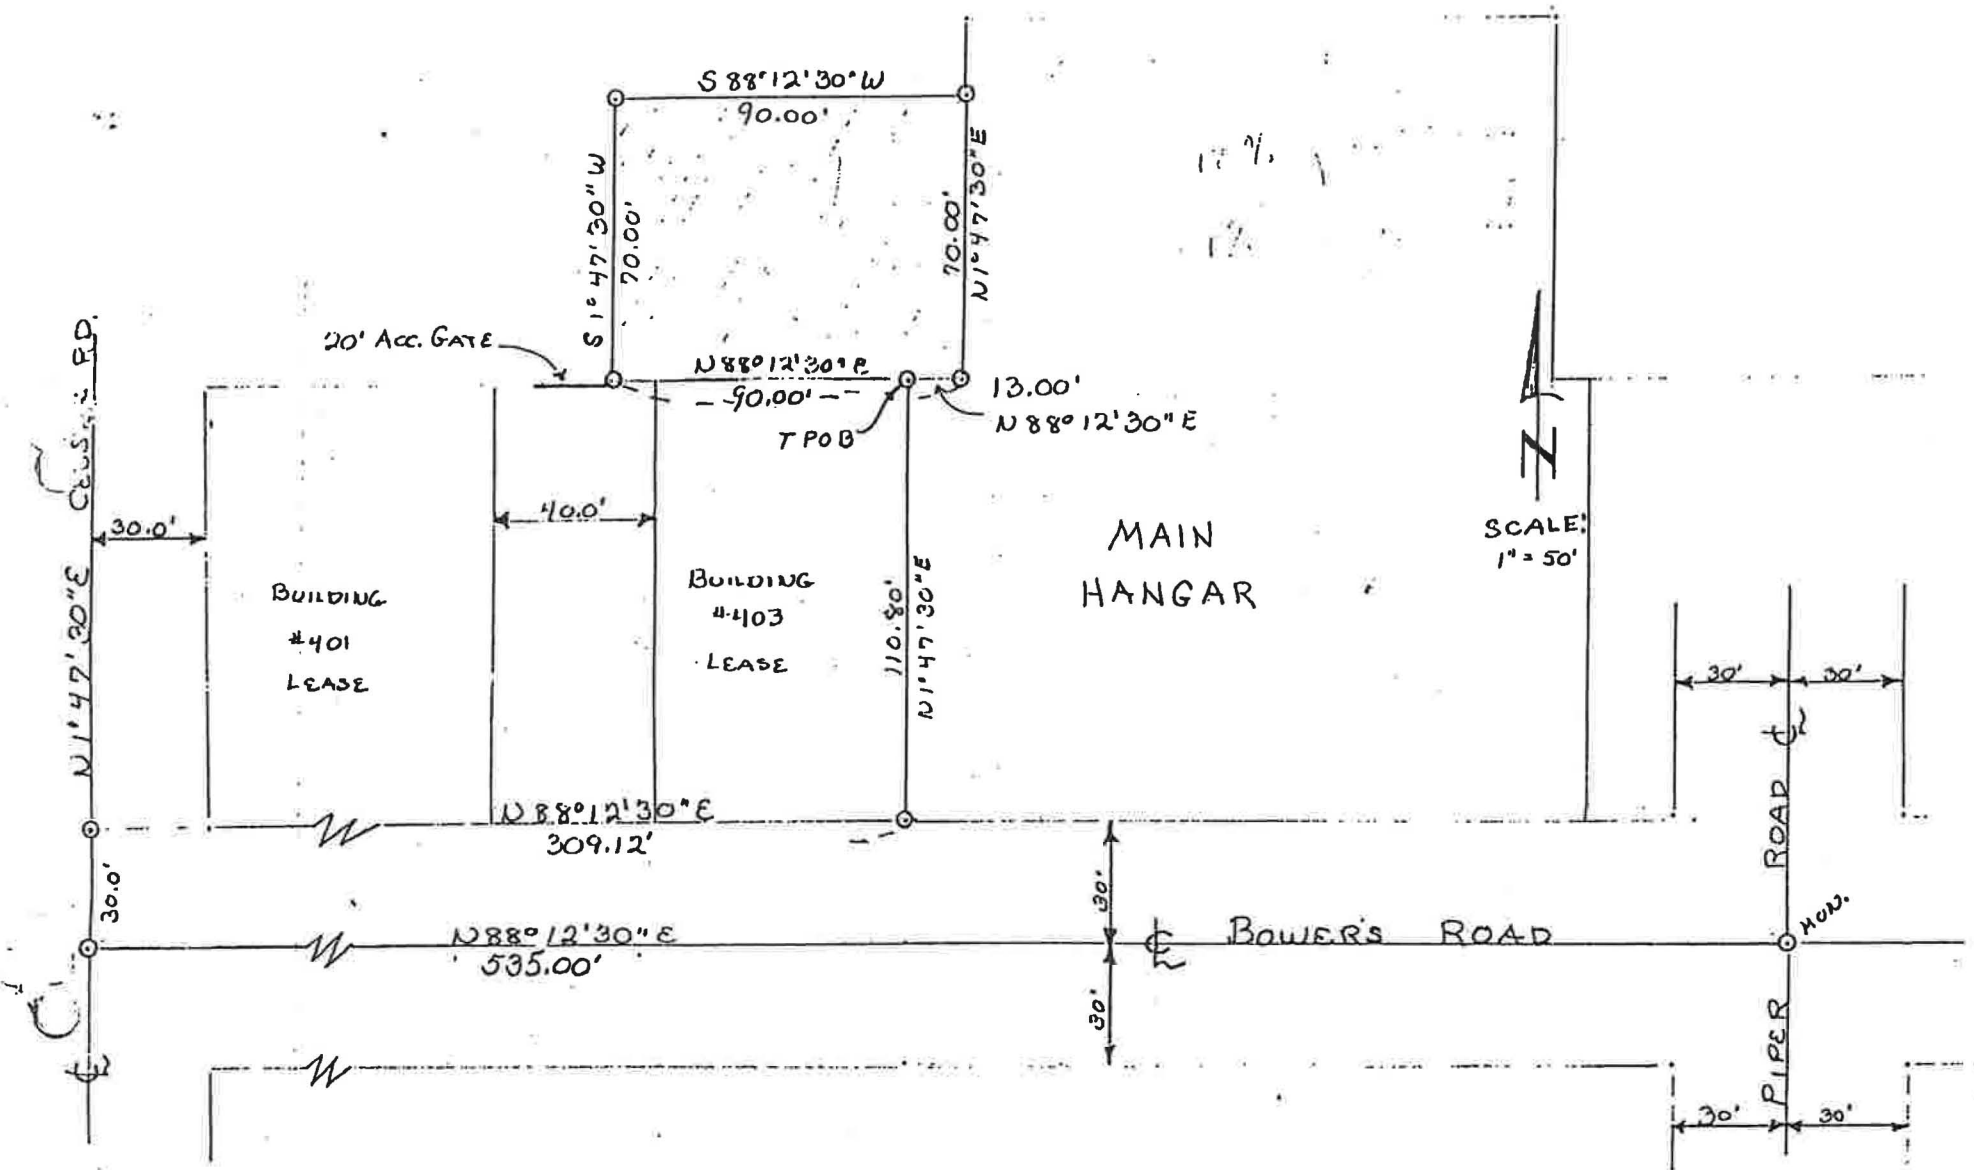 S 88°12'30" W
90.00'
S 1° 47' 30" W
70.00'
70.00'
N 1° 47' 30" E
20' ACC. GATE
N 88° 12' 30" E
90.00'
13.00'
N 88° 12' 30" E
T P O B
RD.
30.0'
40.0'
MAIN
HANGAR
SCALE:
1" = 50'
N
BUILDING
#401
LEASE
BUILDING
#403
LEASE
110.80'
N 1° 47' 30" E
N 1° 47' 30" E
30'
30'
N 88° 12' 30" E
309.12'
30.0'
30'
30'
N 88° 12' 30" E
535.00'
BOWER'S ROAD
MON.
PIPER ROAD
30'
30'